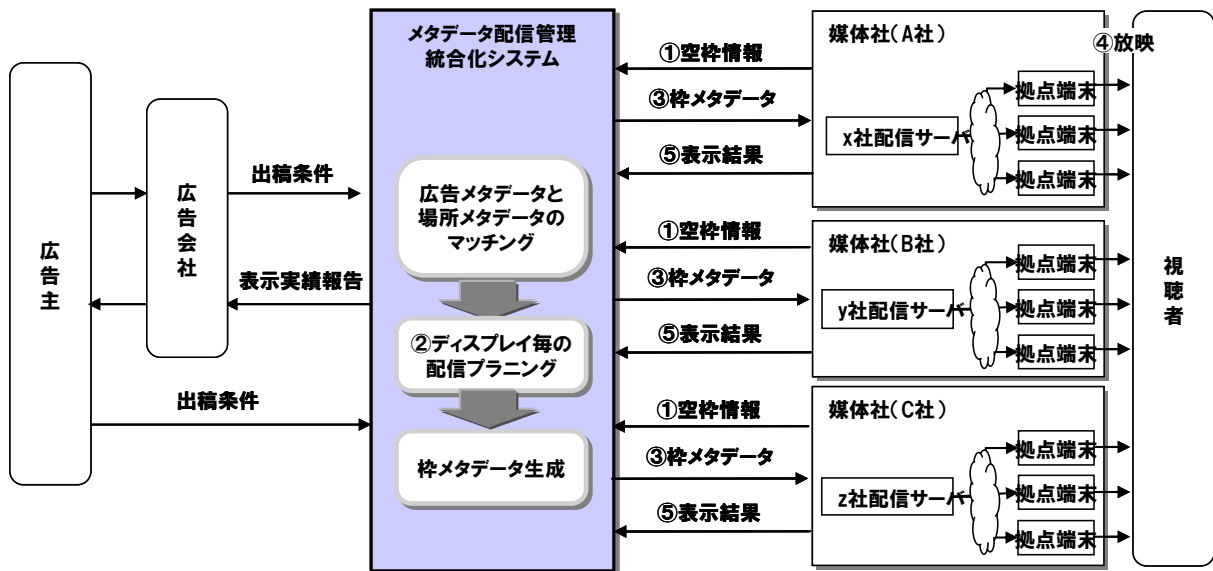 広告主
広告会社
出稿条件
表示実績報告
出稿条件
メタデータ配信管理
統合化システム
広告メタデータと
場所メタデータの
マッチング
②ディスプレイ毎の
配信プラニング
枠メタデータ生成
①空枠情報
③枠メタデータ
⑤表示結果
①空枠情報
③枠メタデータ
⑤表示結果
①空枠情報
③枠メタデータ
⑤表示結果
媒体社(A社)
x社配信サーバ
拠点端末
拠点端末
拠点端末
媒体社(B社)
y社配信サーバ
拠点端末
拠点端末
拠点端末
媒体社(C社)
z社配信サーバ
拠点端末
拠点端末
拠点端末
④放映
視聴者